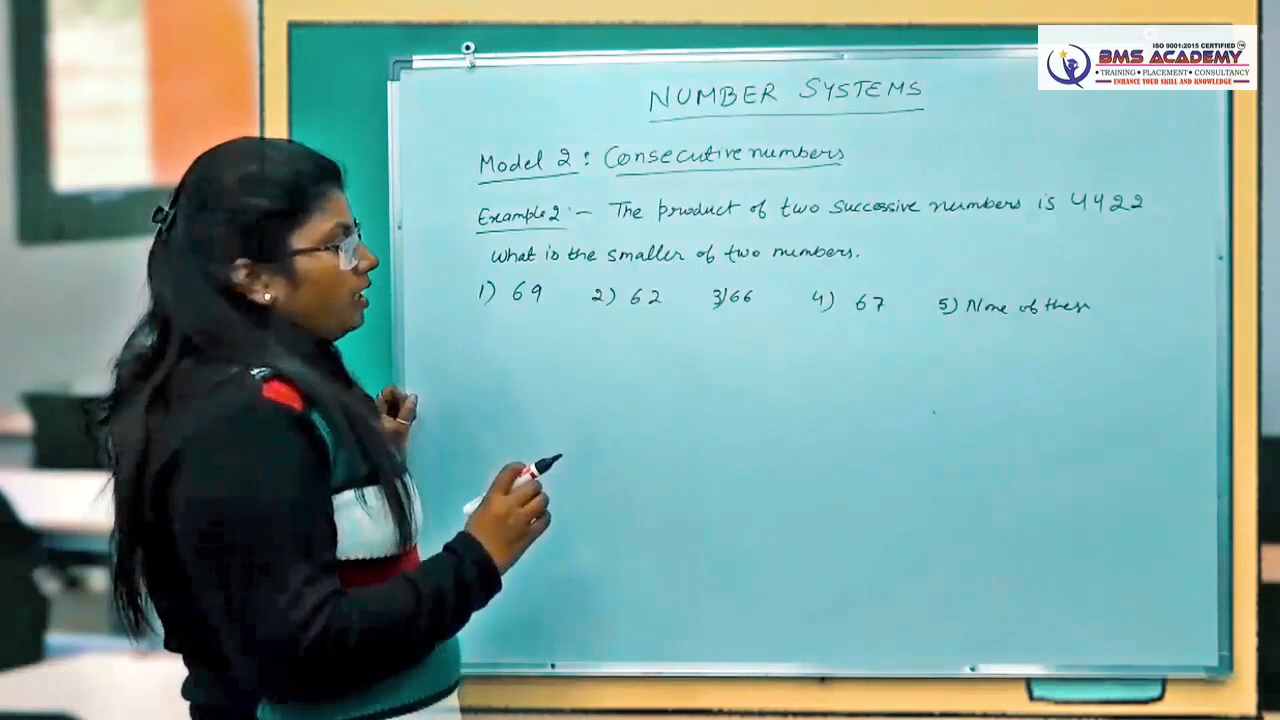 ISO 9001:2015 CERTIFIED
BMS ACADEMY
• TRAINING • PLACEMENT • CONSULTANCY
ENHANCE YOUR SKILL AND KNOWLEDGE
NUMBER SYSTEMS
Model 2 : Consecutive numbers
Example 2 :- The product of two successive numbers is 4422
what is the smaller of two numbers.
1) 69 2) 62 3) 66 4) 67 5) None of these